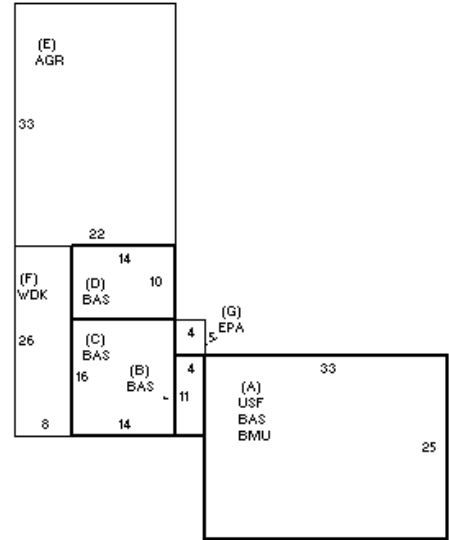 (E)
AGR
33
22
14
(F)
WDK
(D)
BAS
10
(G)
EPA
4
5
26
(C)
BAS
16
(B)
BAS
4
11
33
(A)
USF
BAS
BMU
25
8
14